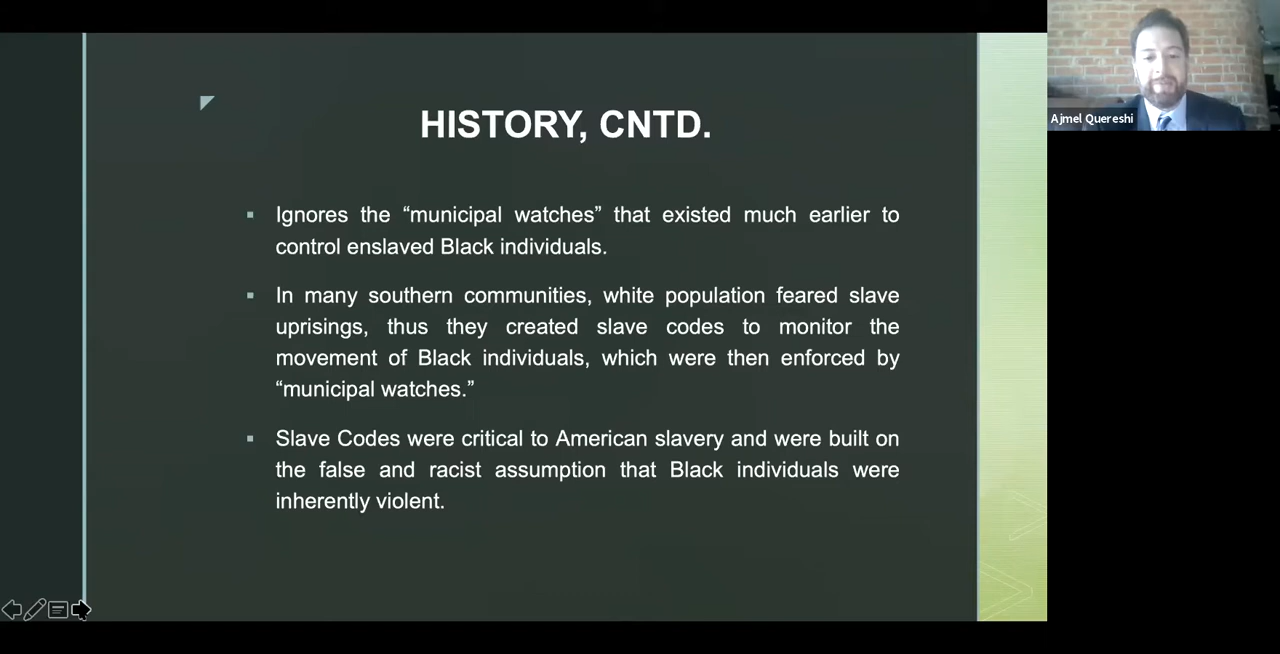 HISTORY, CNTD.
Ignores the “municipal watches” that existed much earlier to
control enslaved Black individuals.
In many southern communities, white population feared slave
uprisings, thus they created slave codes to monitor the
movement of Black individuals, which were then enforced by
“municipal watches.”
Slave Codes were critical to American slavery and were built on
the false and racist assumption that Black individuals were
inherently violent.
Ajmel Quereshi